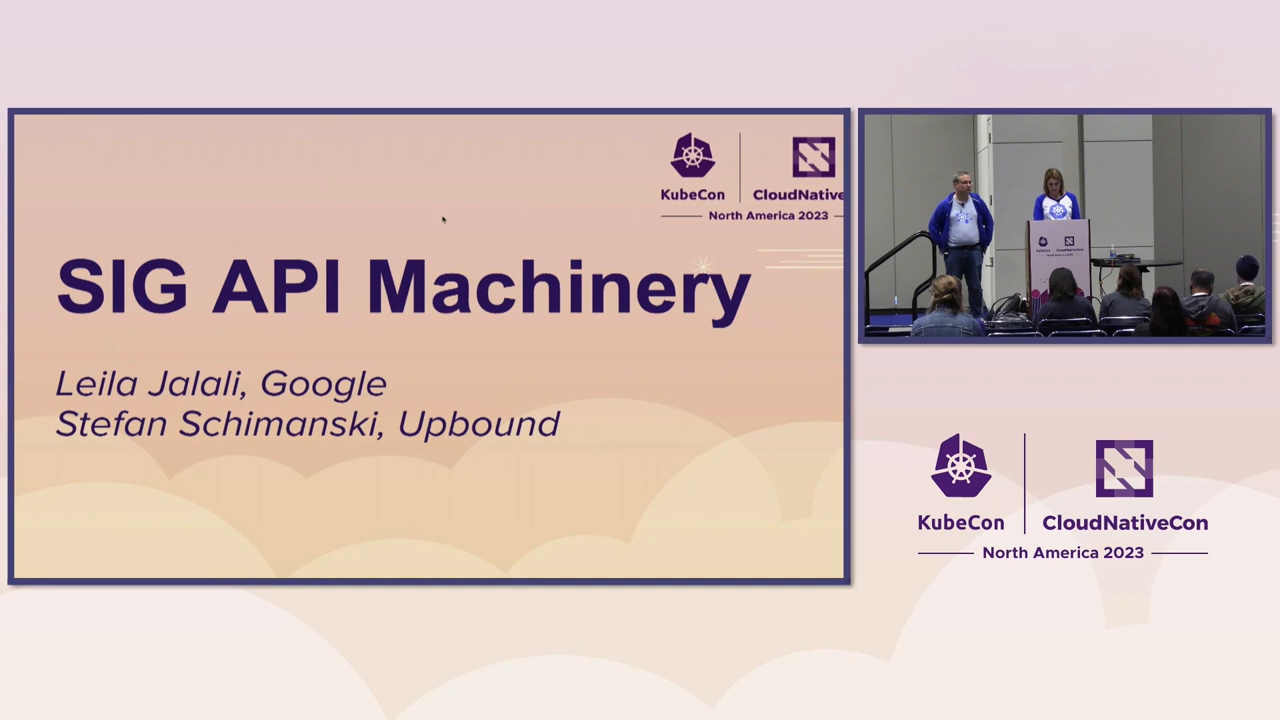 KubeCon
CloudNative
North America 2023
SIG API Machinery
Leila Jalali, Google
Stefan Schimanski, Upbound
KubeCon
CloudNativeCon
North America 2023